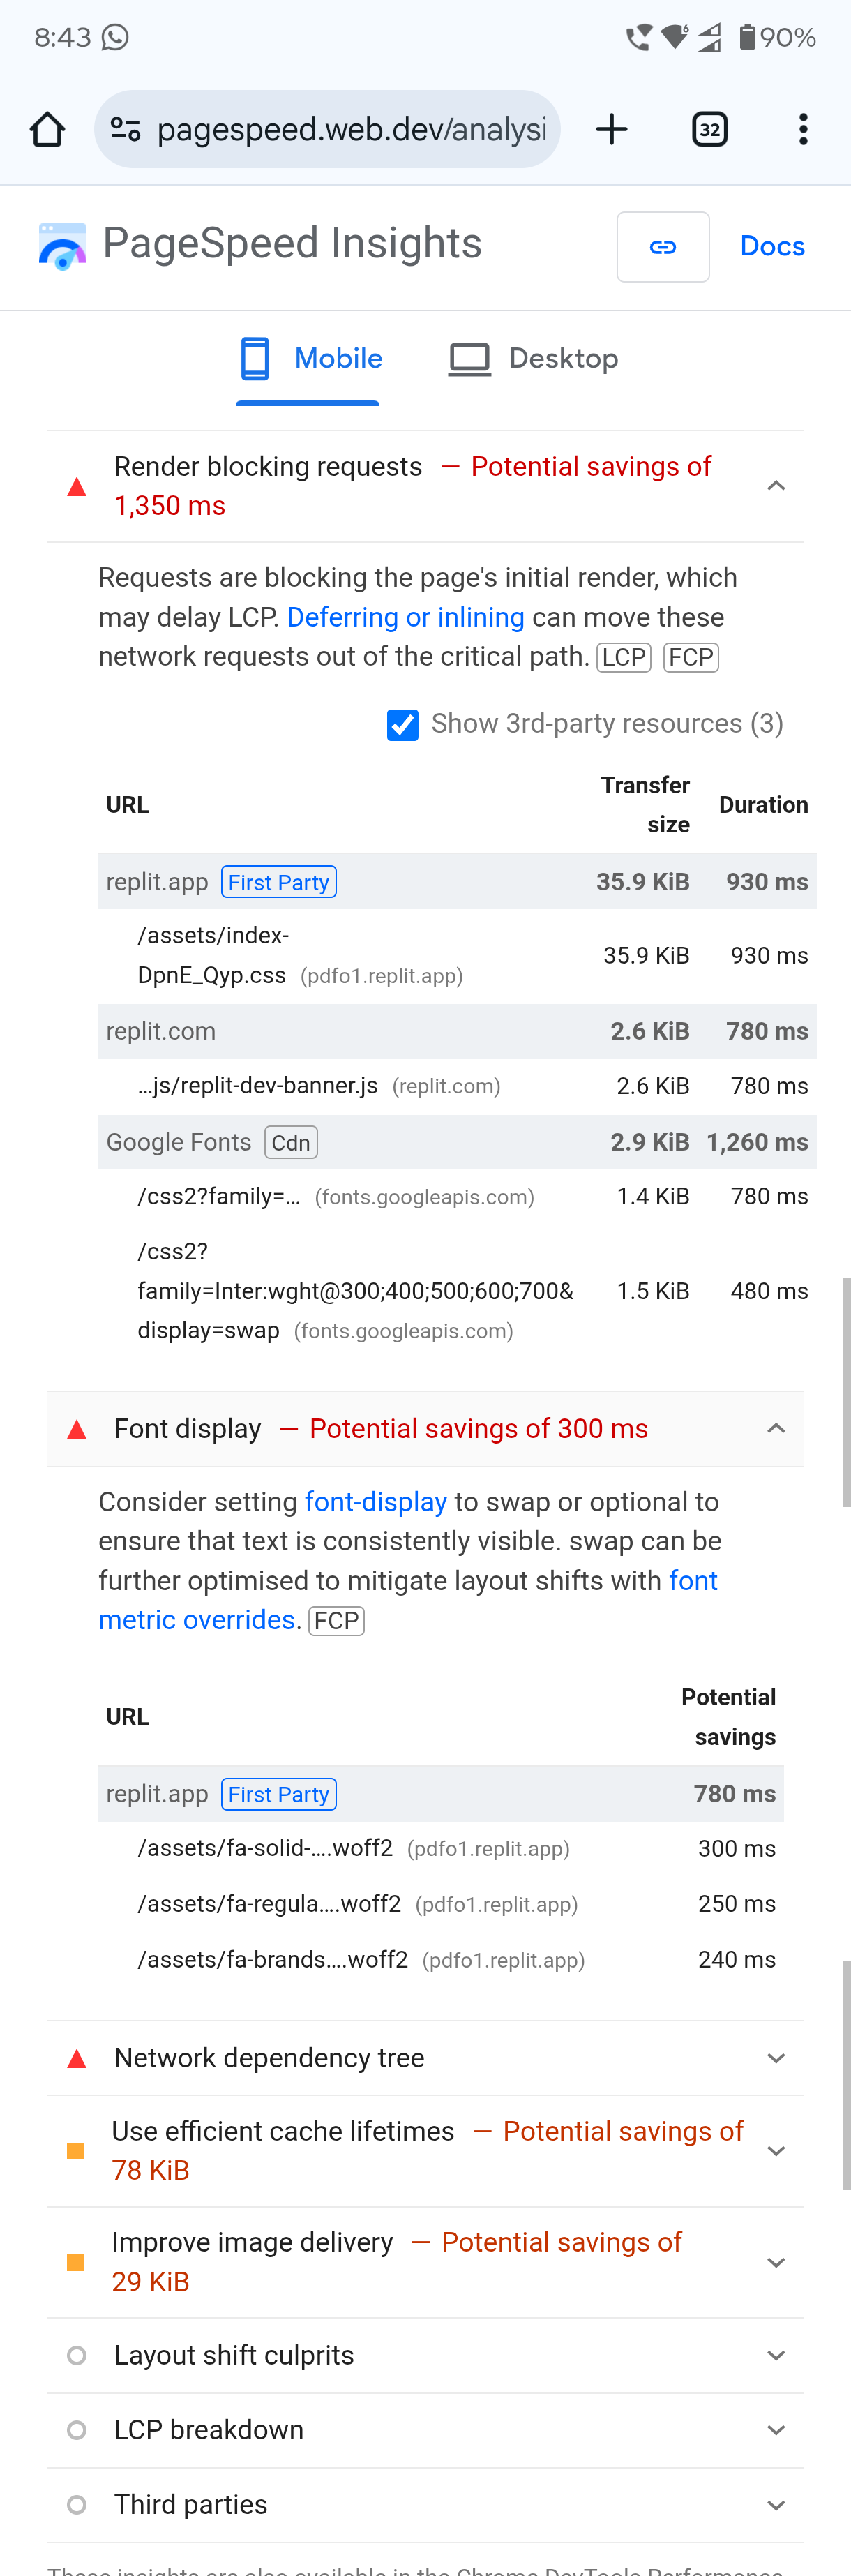 8:43
6
90%
pagespeed.web.dev/analysi
32
PageSpeed Insights
Docs
Mobile
Desktop
Render blocking requests — Potential savings of
1,350 ms
Requests are blocking the page's initial render, which
may delay LCP. Deferring or inlining can move these
network requests out of the critical path. LCP FCP
Show 3rd-party resources (3)
URL Transfer size Duration
replit.app First Party 35.9 KiB 930 ms
/assets/index-
DpnE_Qyp.css (pdfo1.replit.app) 35.9 KiB 930 ms
replit.com 2.6 KiB 780 ms
…js/replit-dev-banner.js (replit.com) 2.6 KiB 780 ms
Google Fonts Cdn 2.9 KiB 1,260 ms
/css2?family=… (fonts.googleapis.com) 1.4 KiB 780 ms
/css2?
family=Inter:wght@300;400;500;600;700& 1.5 KiB 480 ms
display=swap (fonts.googleapis.com)
Font display — Potential savings of 300 ms
Consider setting font-display to swap or optional to
ensure that text is consistently visible. swap can be
further optimised to mitigate layout shifts with font
metric overrides. FCP
URL Potential savings
replit.app First Party 780 ms
/assets/fa-solid-….woff2 (pdfo1.replit.app) 300 ms
/assets/fa-regula….woff2 (pdfo1.replit.app) 250 ms
/assets/fa-brands….woff2 (pdfo1.replit.app) 240 ms
Network dependency tree
Use efficient cache lifetimes — Potential savings of
78 KiB
Improve image delivery — Potential savings of
29 KiB
Layout shift culprits
LCP breakdown
Third parties
These insights are also available in the Chrome DevTools Performance